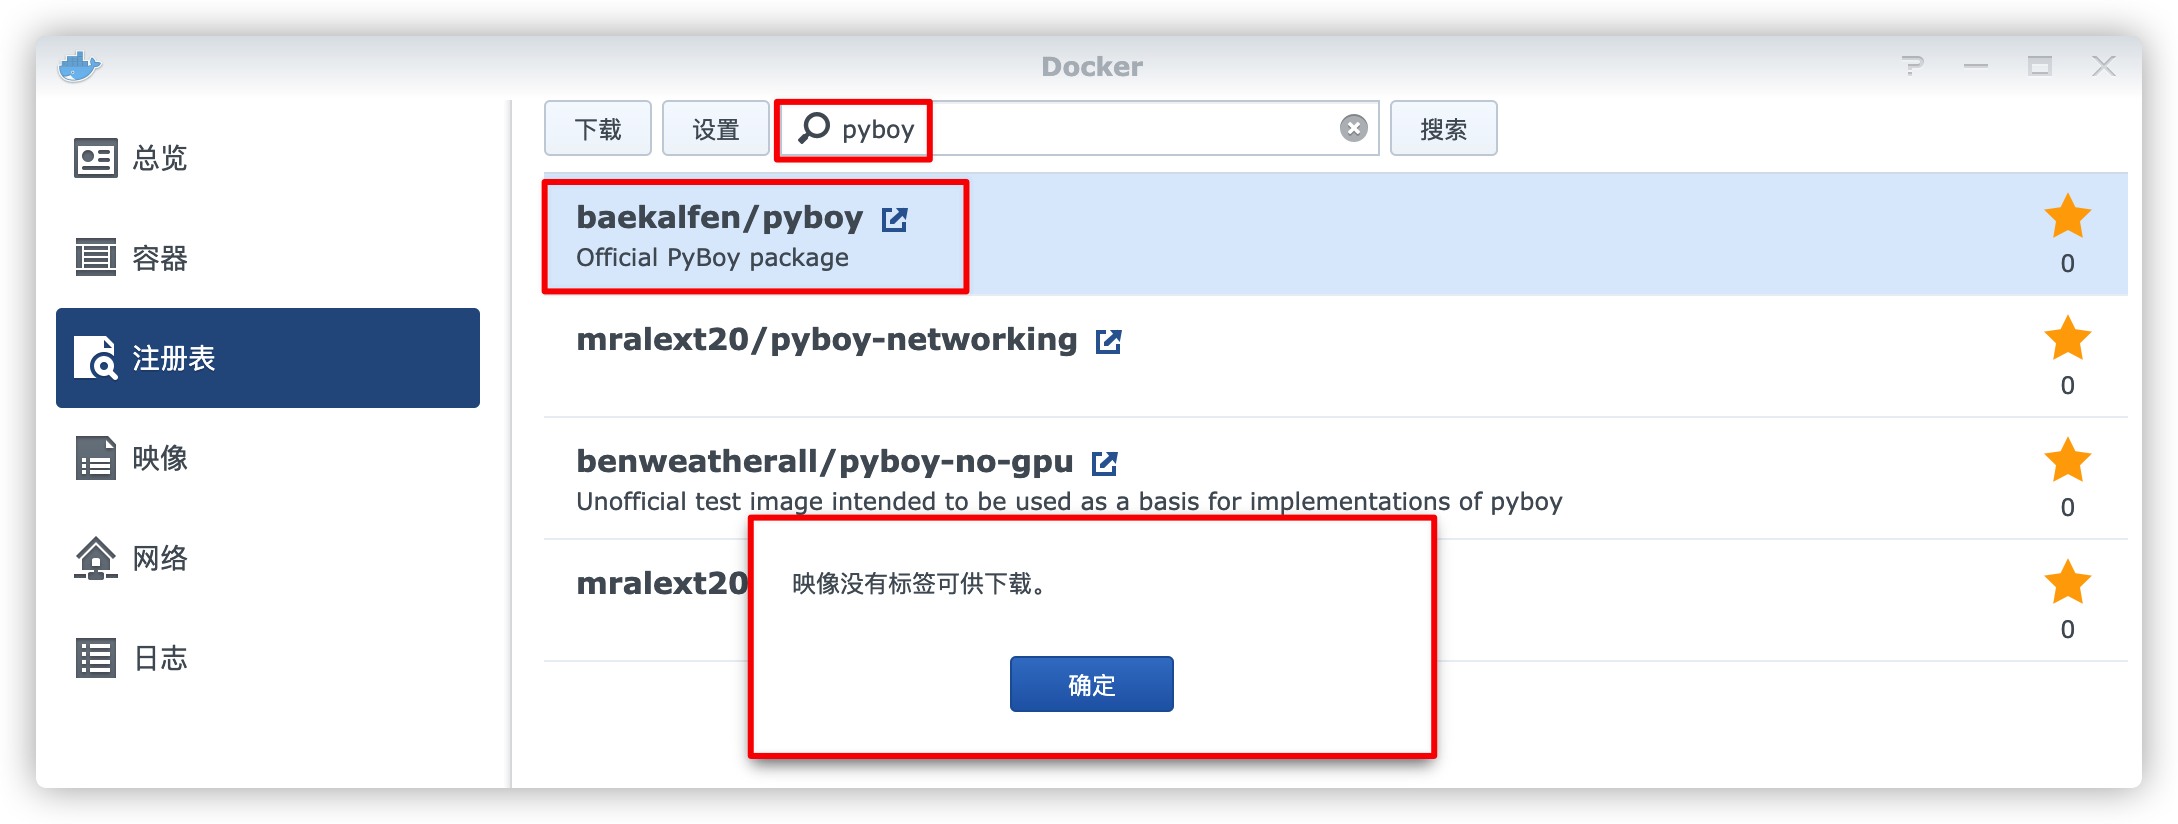 Docker
总览
容器
注册表
映像
网络
日志
下载
设置
pyboy
搜索
baekalfen/pyboy
Official PyBoy package
0
mralext20/pyboy-networking
0
benweatherall/pyboy-no-gpu
Unofficial test image intended to be used as a basis for implementations of pyboy
0
mralext20
0
映像没有标签可供下载。
确定